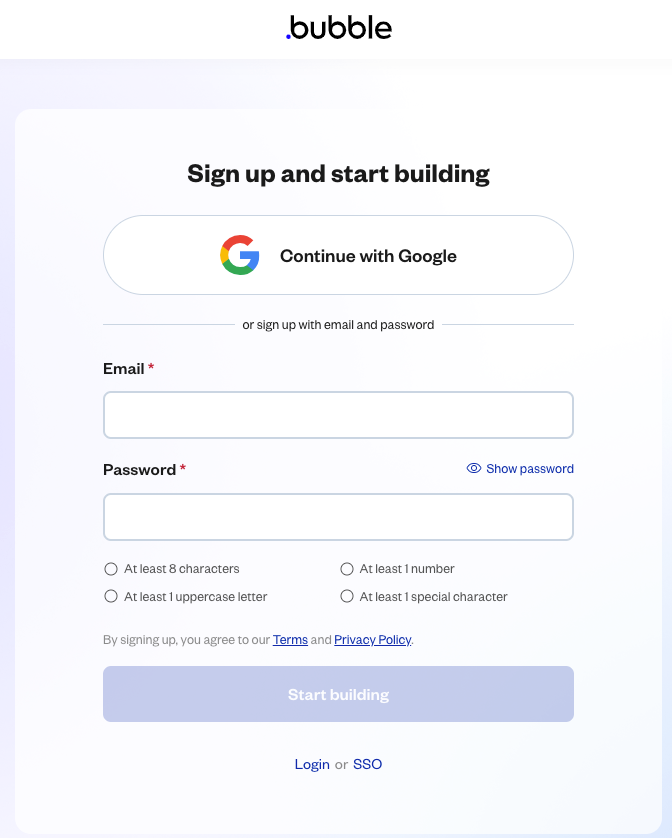 .bubble
Sign up and start building
Continue with Google
or sign up with email and password
Email *
Password *
Show password
At least 8 characters
At least 1 number
At least 1 uppercase letter
At least 1 special character
By signing up, you agree to our Terms and Privacy Policy.
Start building
Login or SSO